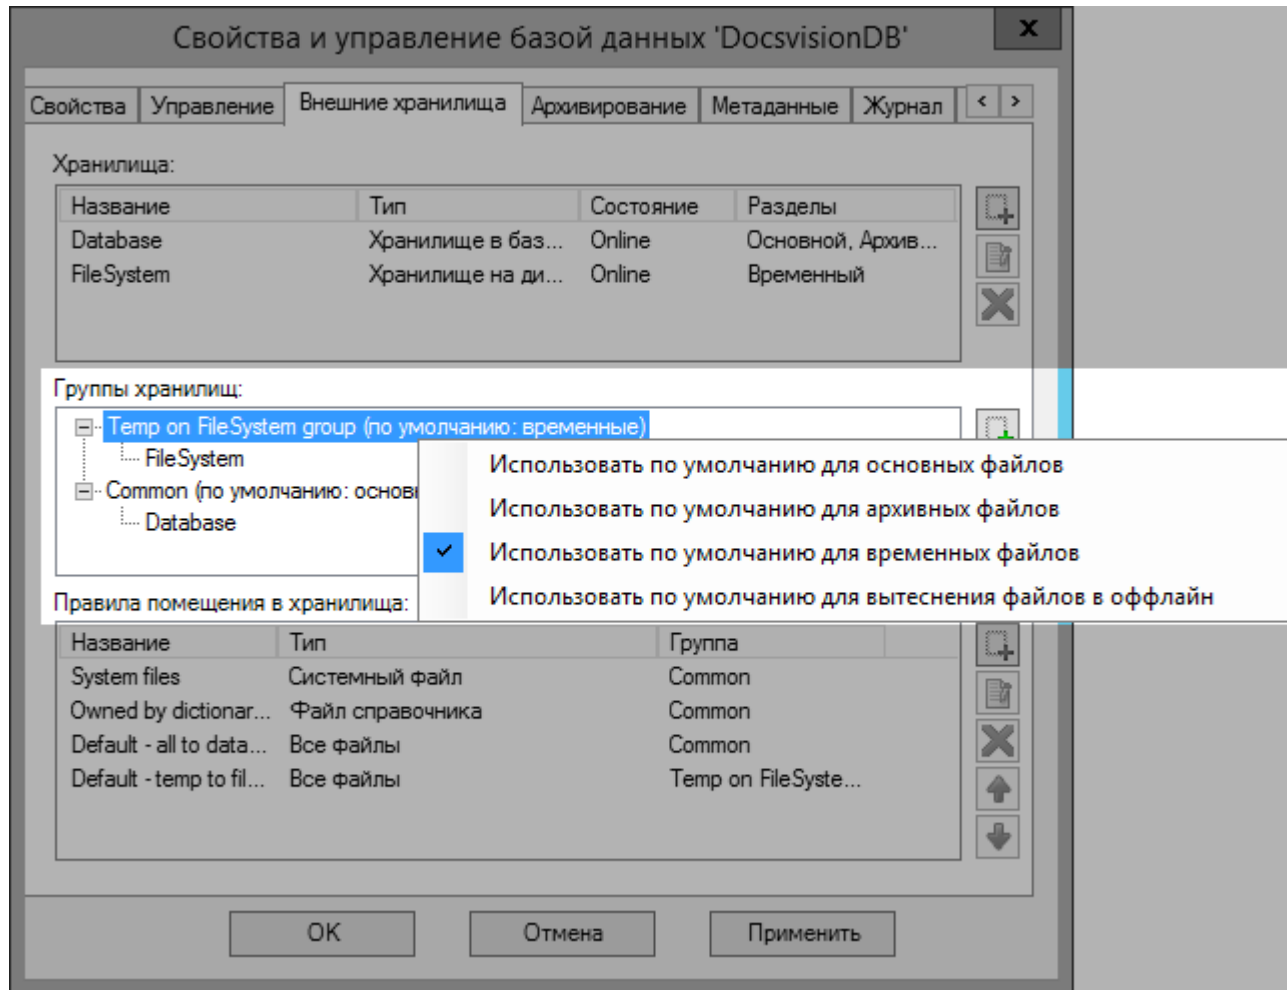 Свойства и управление базой данных 'DocsvisionDB'
x
Свойства Управление Внешние хранилища Архивирование Метаданные Журнал < >
Хранилища:
Название Тип Состояние Разделы
Database Хранилище в баз... Online Основной, Архив...
FileSystem Хранилище на ди... Online Временный
Группы хранилищ:
Temp on FileSystem group (по умолчанию: временные)
FileSystem
Common (по умолчанию:
Database
Использовать по умолчанию для основных файлов
Использовать по умолчанию для архивных файлов
Использовать по умолчанию для временных файлов
Использовать по умолчанию для вытеснения файлов в оффлайн
Правила помещения в хранилища:
Название Тип Группа
System files Системный файл Common
Owned by dictionar... Файл справочника Common
Default - all to data... Все файлы Common
Default - temp to fil... Все файлы Temp on FileSyste...
OK Отмена Применить